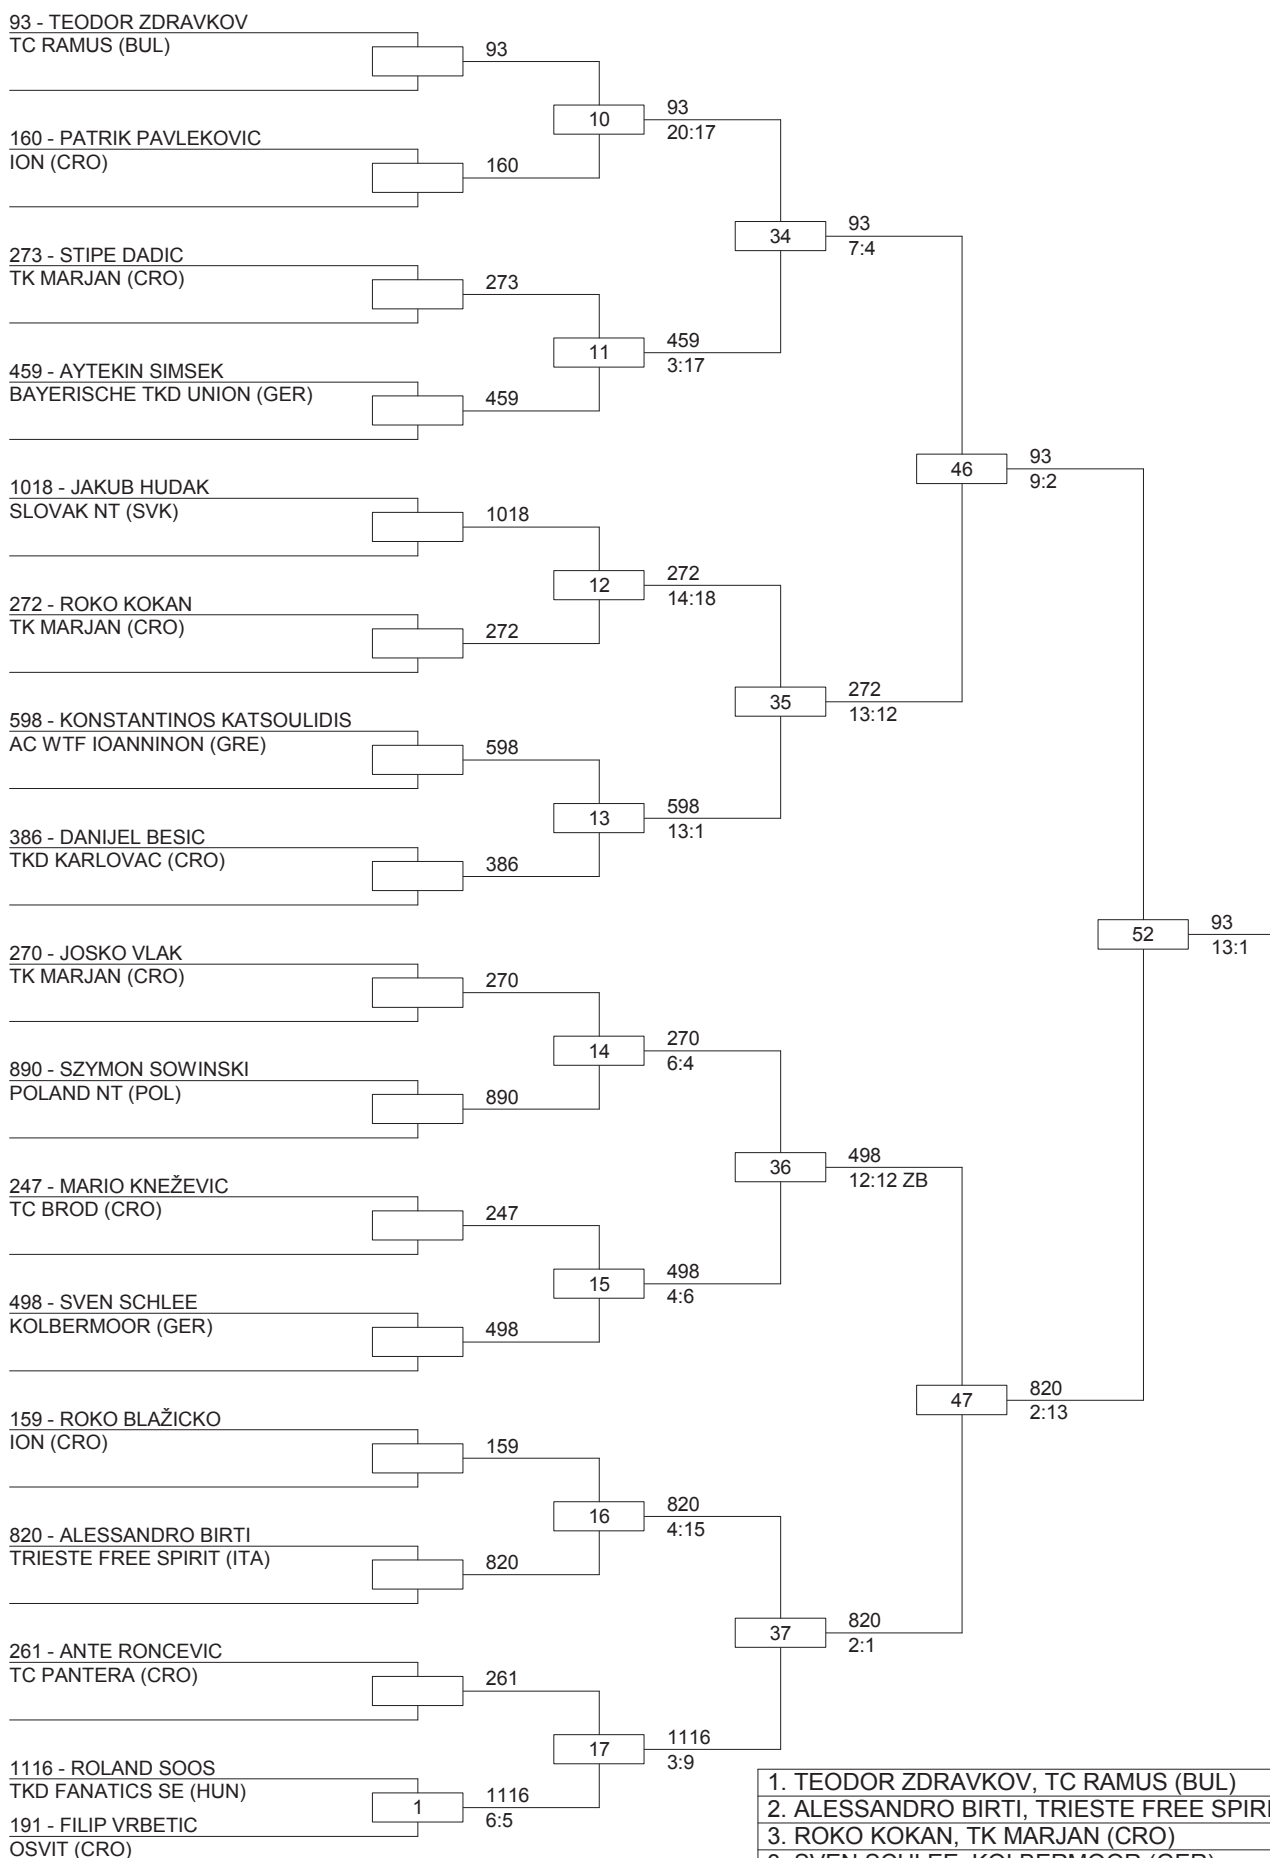 93 - TEODOR ZDRAVKOV
TC RAMUS (BUL)
93
10
93
20:17
160 - PATRIK PAVLEKOVIC
ION (CRO)
160
34
93
7:4
273 - STIPE DADIC
TK MARJAN (CRO)
273
11
459
3:17
459 - AYTEKIN SIMSEK
BAYERISCHE TKD UNION (GER)
459
46
93
9:2
1018 - JAKUB HUDAK
SLOVAK NT (SVK)
1018
12
272
14:18
272 - ROKO KOKAN
TK MARJAN (CRO)
272
35
272
13:12
598 - KONSTANTINOS KATSOULIDIS
AC WTF IOANNINON (GRE)
598
13
598
13:1
386 - DANIJEL BESIC
TKD KARLOVAC (CRO)
386
52
93
13:1
270 - JOSKO VLAK
TK MARJAN (CRO)
270
14
270
6:4
890 - SZYMON SOWINSKI
POLAND NT (POL)
890
36
498
12:12 ZB
247 - MARIO KNEŽEVIC
TC BROD (CRO)
247
15
498
4:6
498 - SVEN SCHLEE
KOLBERMOOR (GER)
498
47
820
2:13
159 - ROKO BLAŽICKO
ION (CRO)
159
16
820
4:15
820 - ALESSANDRO BIRTI
TRIESTE FREE SPIRIT (ITA)
820
37
820
2:1
261 - ANTE RONCEVIC
TC PANTERA (CRO)
261
17
1116
3:9
1116 - ROLAND SOOS
TKD FANATICS SE (HUN)
1
1116
6:5
191 - FILIP VRBETIC
OSVIT (CRO)
1. TEODOR ZDRAVKOV, TC RAMUS (BUL)
2. ALESSANDRO BIRTI, TRIESTE FREE SPIRI
3. ROKO KOKAN, TK MARJAN (CRO)
3. SVEN SCHLEE, KOLBERMOOR (GER)